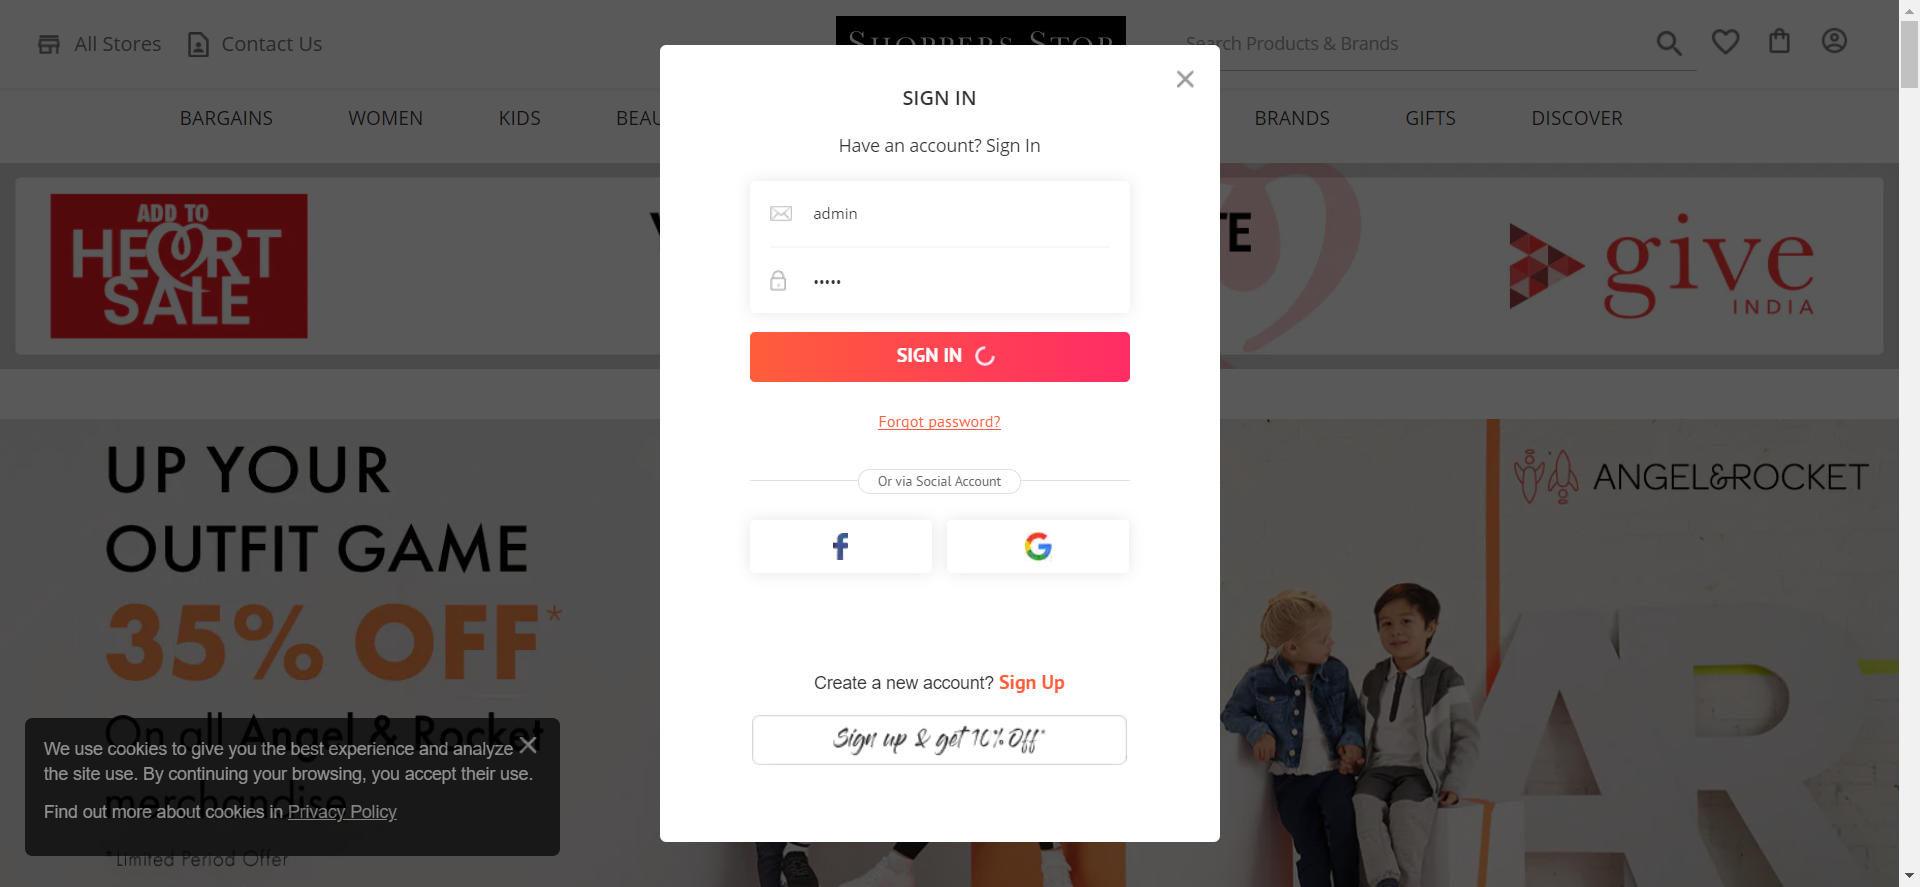 All Stores
Contact Us
SHOPPERS STOP
Search Products & Brands
BARGAINS
WOMEN
KIDS
BRANDS
GIFTS
DISCOVER
ADD TO
HEART
SALE
give
INDIA
SIGN IN
Have an account? Sign In
admin
•••••
SIGN IN
Forgot password?
Or via Social Account
Create a new account? Sign Up
Sign up & get 10% Off*
UP YOUR
OUTFIT GAME
35% OFF*
On all Angel & Rocket
merchandise
*Limited Period Offer
ANGEL&ROCKET
We use cookies to give you the best experience and analyze
the site use. By continuing your browsing, you accept their use.
Find out more about cookies in Privacy Policy